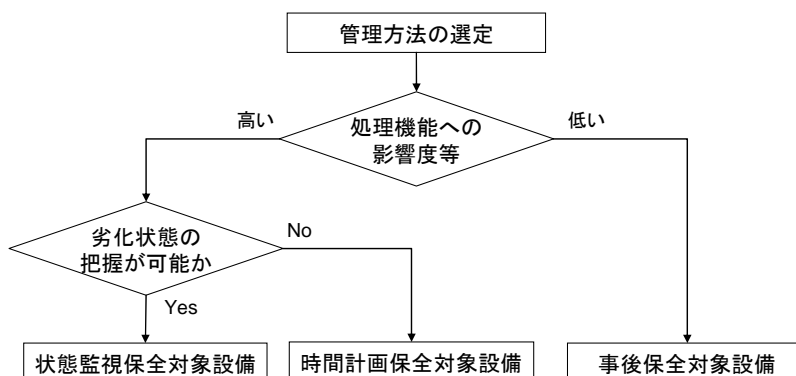 管理方法の選定
高い
処理機能への
影響度等
低い
劣化状態の
把握が可能か
No
Yes
状態監視保全対象設備
時間計画保全対象設備
事後保全対象設備